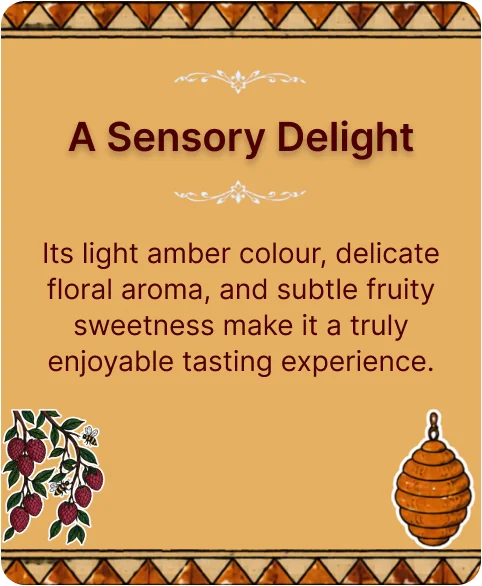 A Sensory Delight
Its light amber colour, delicate
floral aroma, and subtle fruity
sweetness make it a truly
enjoyable tasting experience.